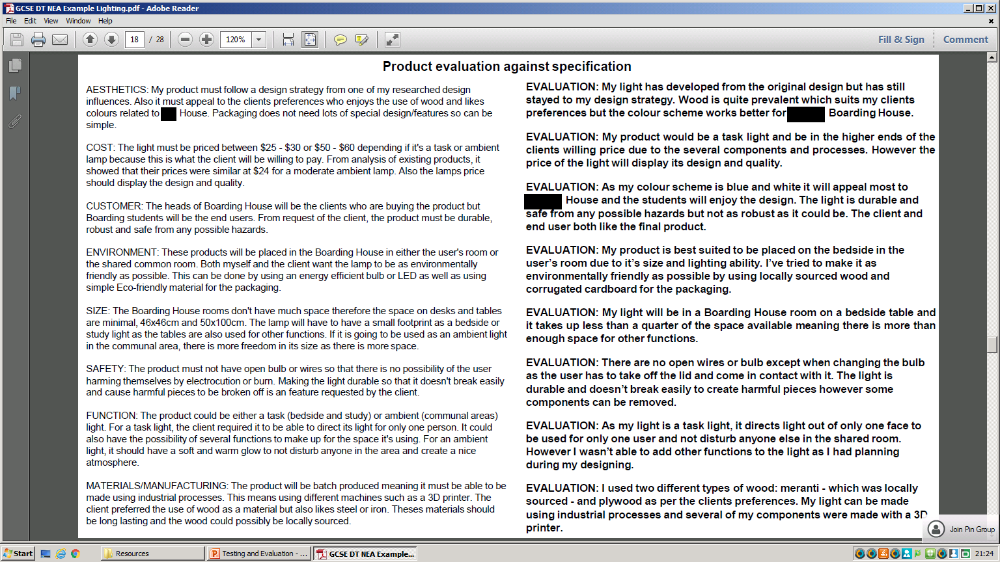 GCSE DT NEA Example Lighting.pdf - Adobe Reader
File Edit View Window Help
18 / 28 120% Fill & Sign Comment
Product evaluation against specification
AESTHETICS: My product must follow a design strategy from one of my researched design
influences. Also it must appeal to the clients preferences who enjoys the use of wood and likes
colours related to House. Packaging does not need lots of special design/features so can be
simple.
COST: The light must be priced between $25 - $30 or $50 - $60 depending if it's a task or ambient
lamp because this is what the client will be willing to pay. From analysis of existing products, it
showed that their prices were similar at $24 for a moderate ambient lamp. Also the lamps price
should display the design and quality.
CUSTOMER: The heads of Boarding House will be the clients who are buying the product but
Boarding students will be the end users. From request of the client, the product must be durable,
robust and safe from any possible hazards.
ENVIRONMENT: These products will be placed in the Boarding House in either the user's room or
the shared common room. Both myself and the client want the lamp to be as environmentally
friendly as possible. This can be done by using an energy efficient bulb or LED as well as using
simple Eco-friendly material for the packaging.
SIZE: The Boarding House rooms don't have much space therefore the space on desks and tables
are minimal, 46x46cm and 50x100cm. The lamp will have to have a small footprint as a bedside or
study light as the tables are also used for other functions. If it is going to be used as an ambient light
in the communal area, there is more freedom in its size as there is more space.
SAFETY: The product must not have open bulb or wires so that there is no possibility of the user
harming themselves by electrocution or burn. Making the light durable so that it doesn't break easily
and cause harmful pieces to be broken off is an feature requested by the client.
FUNCTION: The product could be either a task (bedside and study) or ambient (communal areas)
light. For a task light, the client required it to be able to direct its light for only one person. It could
also have the possibility of several functions to make up for the space it's using. For an ambient
light, it should have a soft and warm glow to not disturb anyone in the area and create a nice
atmosphere.
MATERIALS/MANUFACTURING: The product will be batch produced meaning it must be able to be
made using industrial processes. This means using different machines such as a 3D printer. The
client preferred the use of wood as a material but also likes steel or iron. Theses materials should
be long lasting and the wood could possibly be locally sourced.
EVALUATION: My light has developed from the original design but has still
stayed to my design strategy. Wood is quite prevalent which suits my clients
preferences but the colour scheme works better for Boarding House.
EVALUATION: My product would be a task light and be in the higher ends of the
clients willing price due to the several components and processes. However the
price of the light will display its design and quality.
EVALUATION: As my colour scheme is blue and white it will appeal most to
House and the students will enjoy the design. The light is durable and
safe from any possible hazards but not as robust as it could be. The client and
end user both like the final product.
EVALUATION: My product is best suited to be placed on the bedside in the
user’s room due to it’s size and lighting ability. I’ve tried to make it as
environmentally friendly as possible by using locally sourced wood and
corrugated cardboard for the packaging.
EVALUATION: My light will be in a Boarding House room on a bedside table and
it takes up less than a quarter of the space available meaning there is more than
enough space for other functions.
EVALUATION: There are no open wires or bulb except when changing the bulb
as the user has to take off the lid and come in contact with it. The light is
durable and doesn’t break easily to create harmful pieces however some
components can be removed.
EVALUATION: As my light is a task light, it directs light out of only one face to
be used for only one user and not disturb anyone else in the shared room.
However I wasn’t able to add other functions to the light as I had planning
during my designing.
EVALUATION: I used two different types of wood: meranti - which was locally
sourced - and plywood as per the clients preferences. My light can be made
using industrial processes and several of my components were made with a 3D
printer.
Join Pin Group
Start Resources Testing and Evaluation - ... GCSE DT NEA Example... 21:24